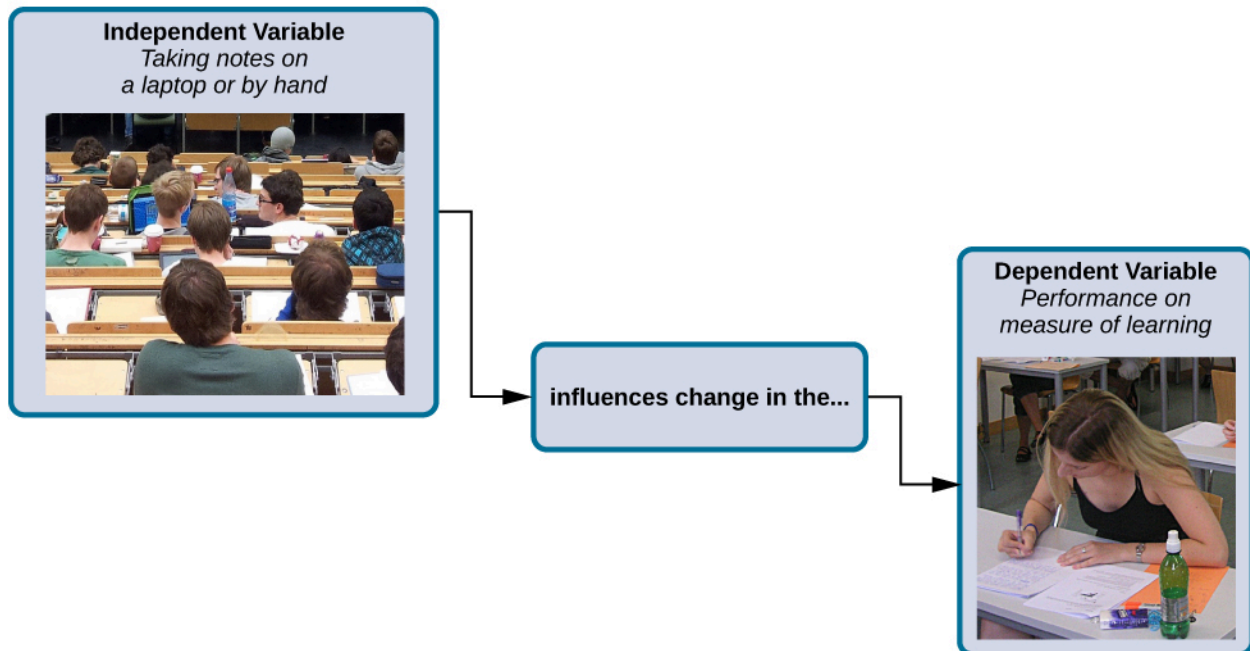 Independent Variable
Taking notes on
a laptop or by hand
influences change in the...
Dependent Variable
Performance on
measure of learning